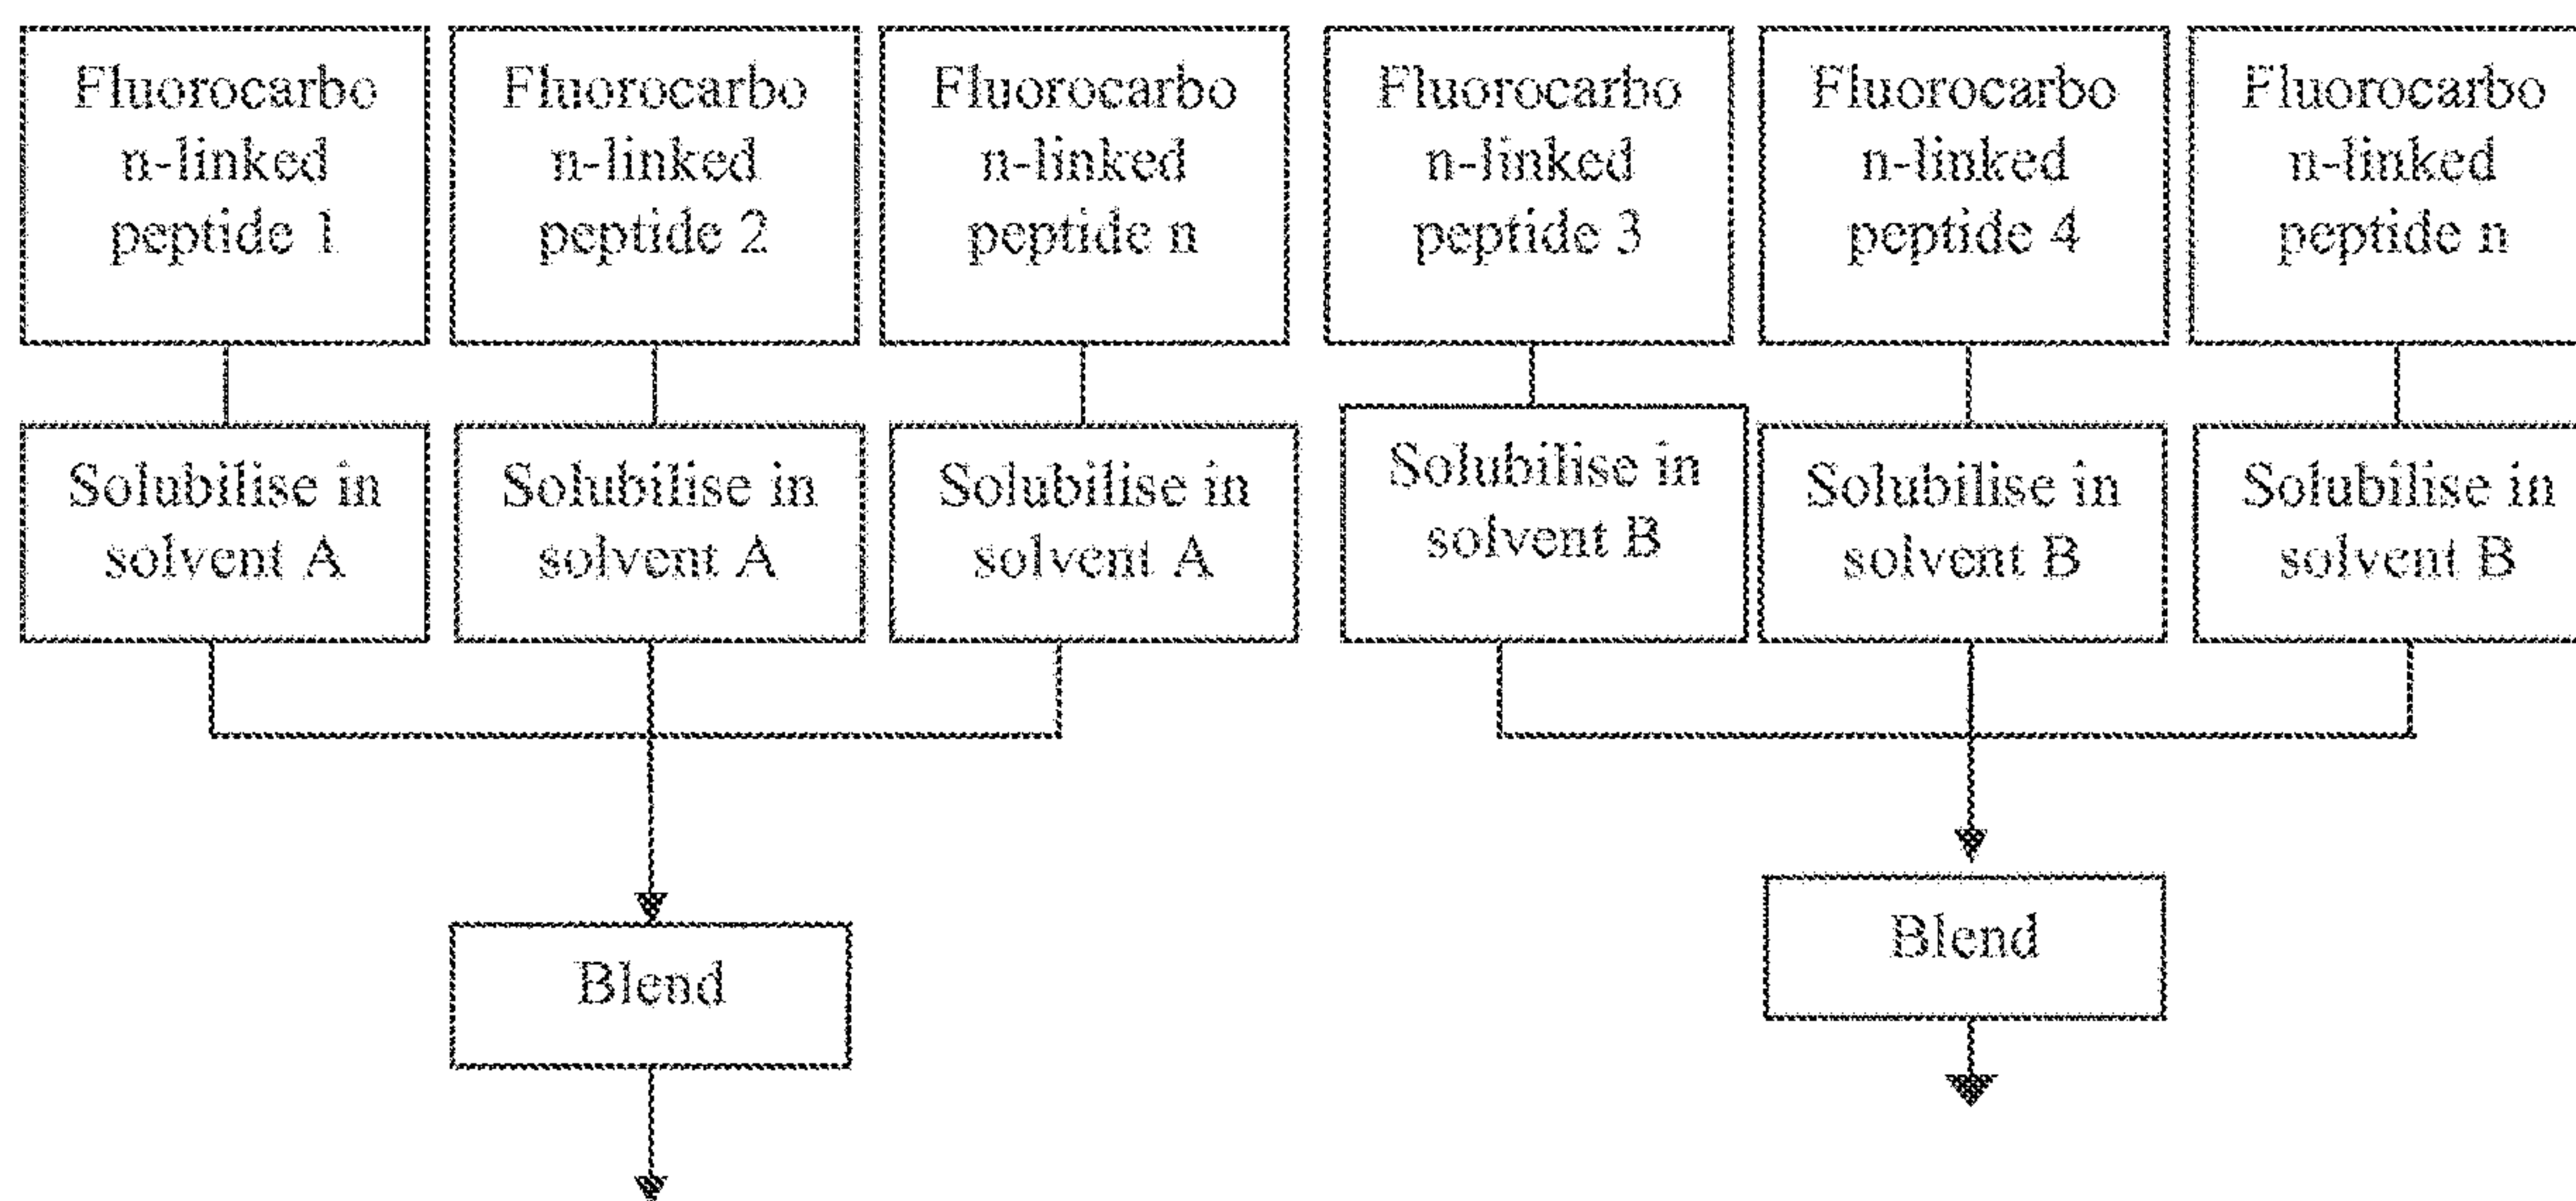 Fluorocarbo
n-linked
peptide 1
Fluorocarbo
n-linked
peptide 2
Fluorocarbo
n-linked
peptide n
Fluorocarbo
n-linked
peptide 3
Fluorocarbo
n-linked
peptide 4
Fluorocarbo
n-linked
peptide n
Solubilise in
solvent A
Solubilise in
solvent A
Solubilise in
solvent A
Solubilise in
solvent B
Solubilise in
solvent B
Solubilise in
solvent B
Blend
Blend